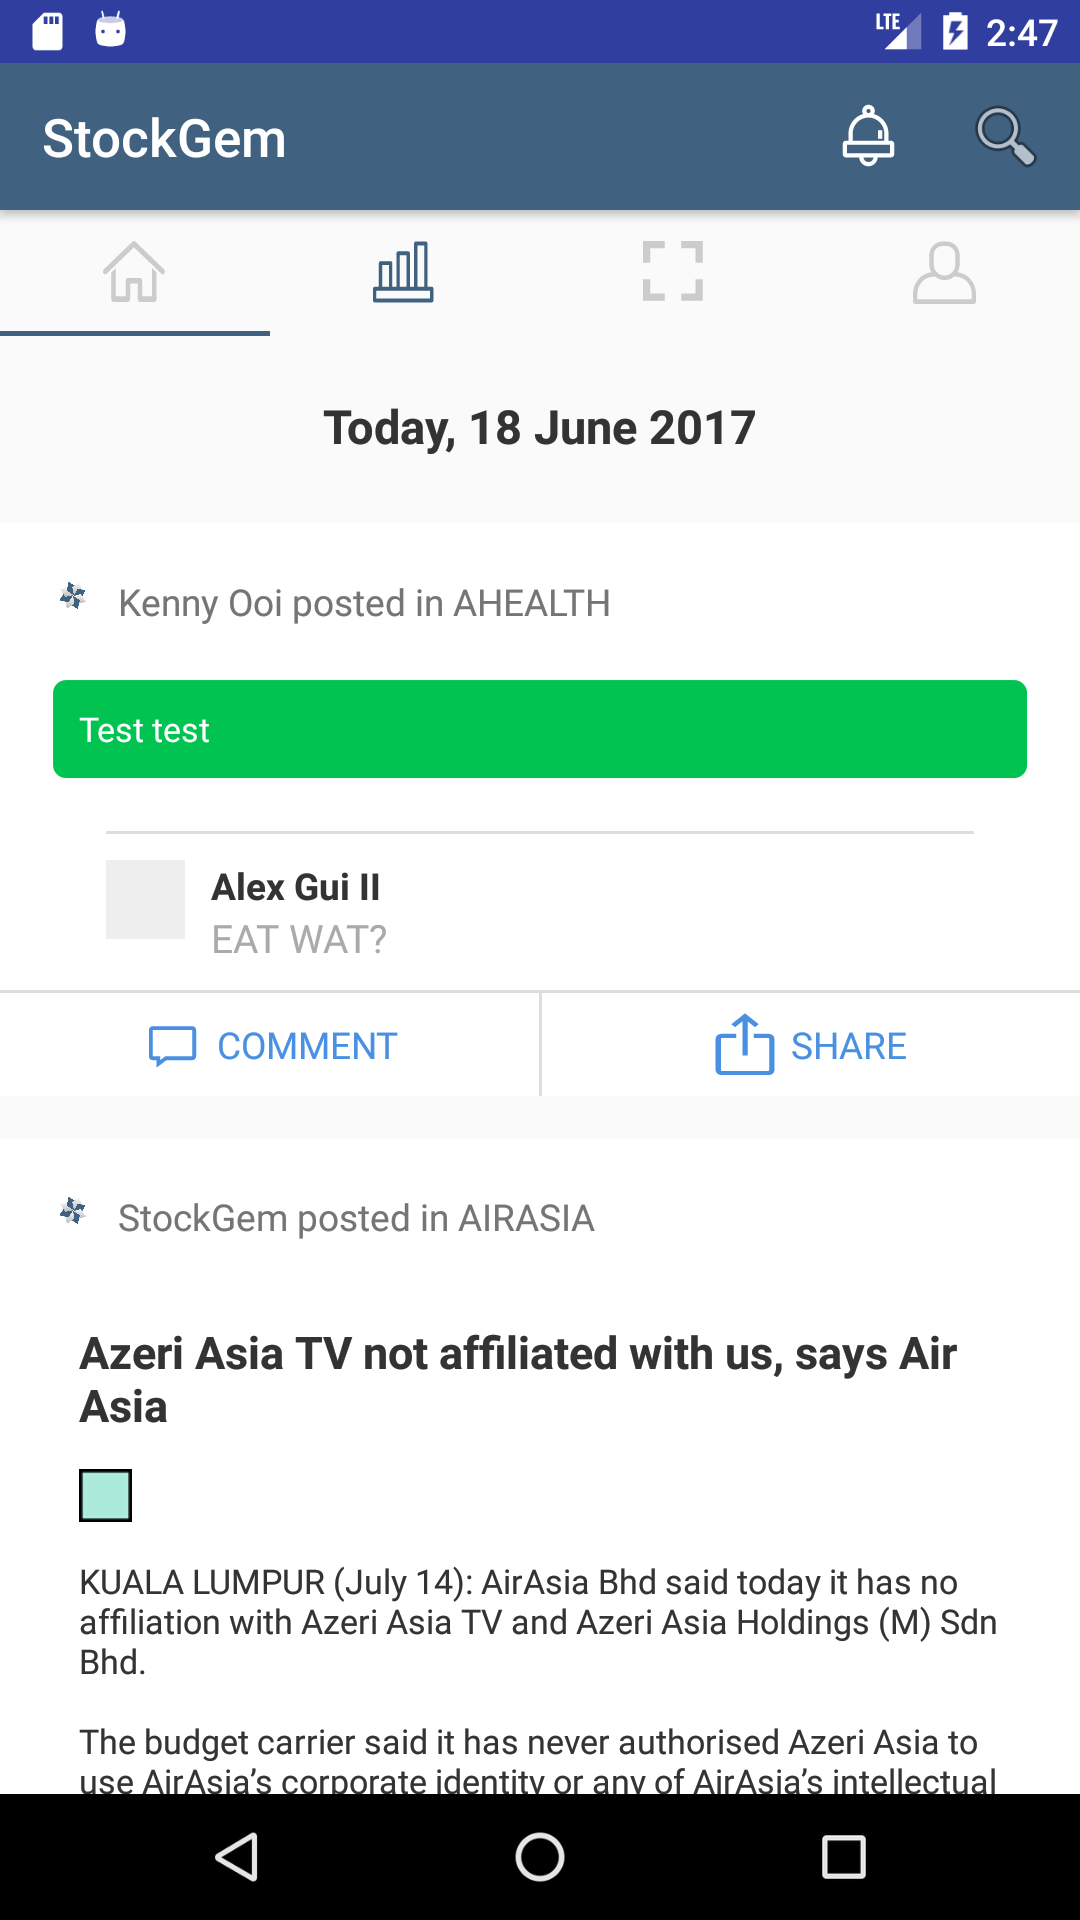 LTE 2:47
StockGem
Today, 18 June 2017
Kenny Ooi posted in AHEALTH
Test test
Alex Gui II
EAT WAT?
COMMENT SHARE
StockGem posted in AIRASIA
Azeri Asia TV not affiliated with us, says Air
Asia
KUALA LUMPUR (July 14): AirAsia Bhd said today it has no
affiliation with Azeri Asia TV and Azeri Asia Holdings (M) Sdn
Bhd.
The budget carrier said it has never authorised Azeri Asia to
use AirAsia’s corporate identity or any of AirAsia’s intellectual